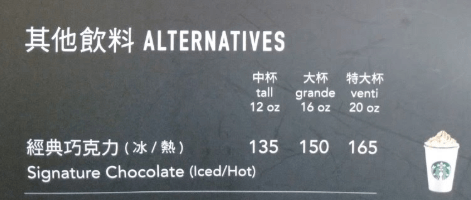 其他飲料 ALTERNATIVES
中杯 大杯 特大杯
tall grande venti
12 oz 16 oz 20 oz
經典巧克力 (冰/熱) 135 150 165
Signature Chocolate (Iced/Hot)